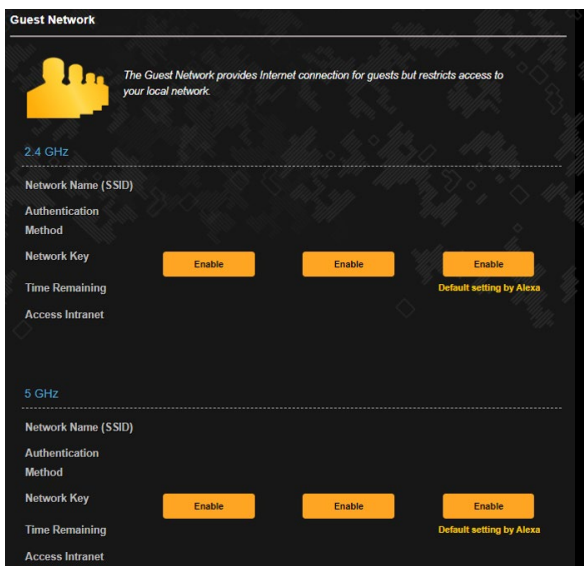 Guest Network
The Guest Network provides Internet connection for guests but restricts access to
your local network.
2.4 GHz
Network Name (SSID)
Authentication
Method
Network Key
Enable Enable Enable
Time Remaining
Default setting by Alexa
Access Intranet
5 GHz
Network Name (SSID)
Authentication
Method
Network Key
Enable Enable Enable
Time Remaining
Default setting by Alexa
Access Intranet